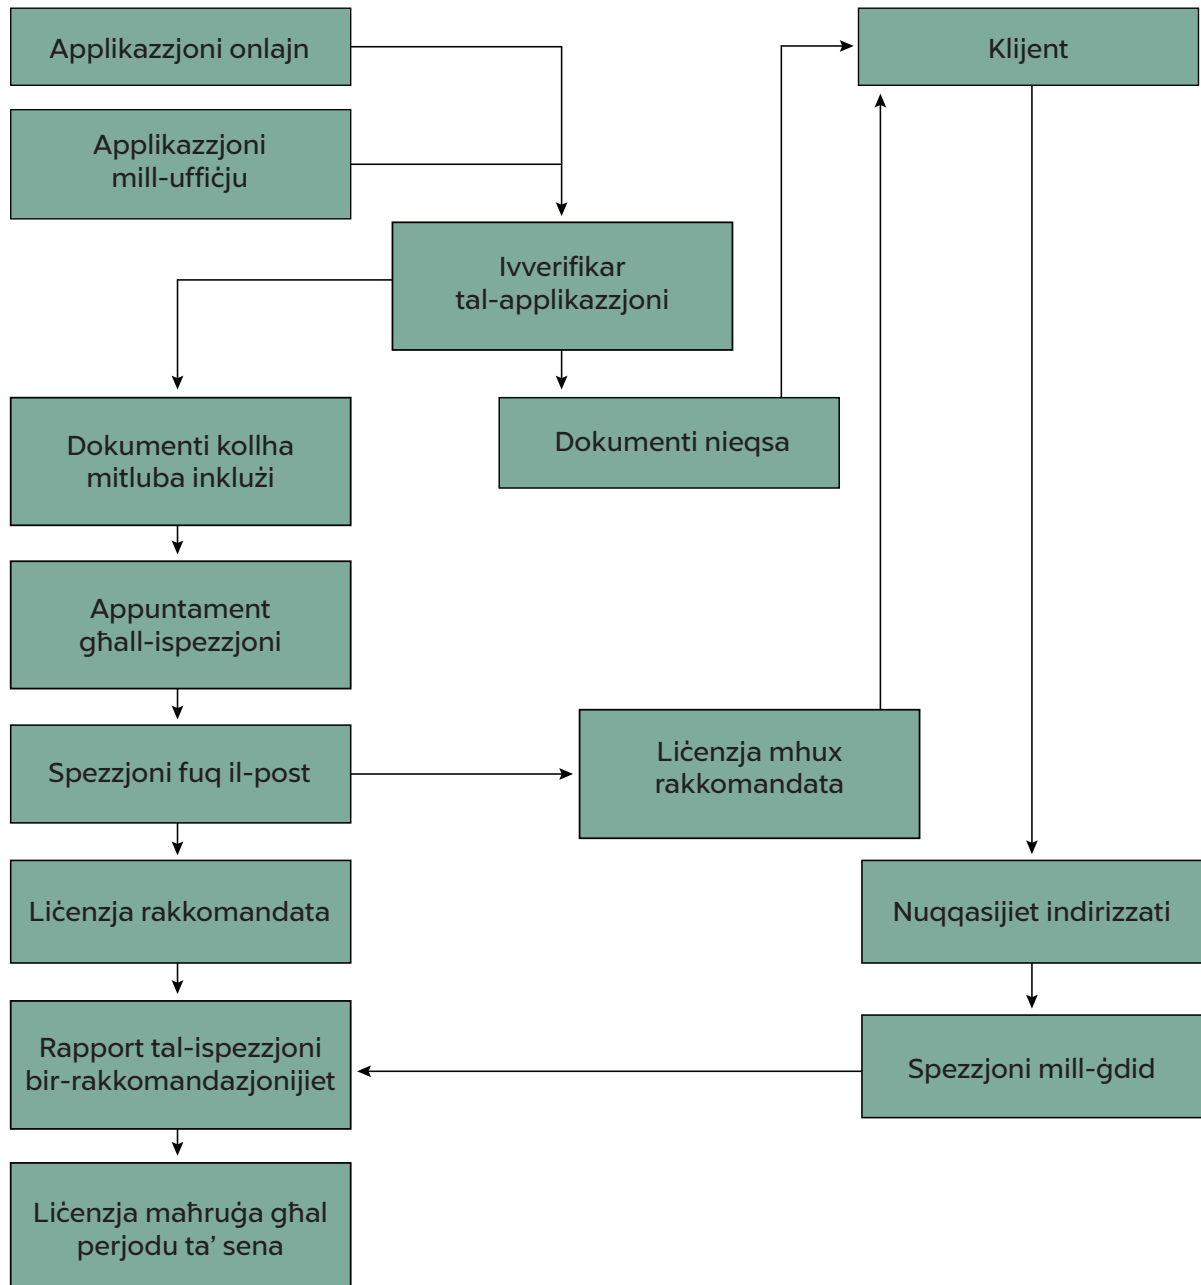 Applikazzjoni onlajn
Klijent
Applikazzjoni
mill-uffiċju
Ivverifikar
tal-applikazzjoni
Dokumenti kollha
mitluba inklużi
Dokumenti nieqsa
Appuntament
għall-ispezzjoni
Spezzjoni fuq il-post
Liċenzja mhux
rakkomandata
Liċenzja rakkomandata
Nuqqasijiet indirizzati
Rapport tal-ispezzjoni
bir-rakkomandazjonijiet
Spezzjoni mill-ġdid
Liċenzja maħruġa għal
perjodu ta’ sena